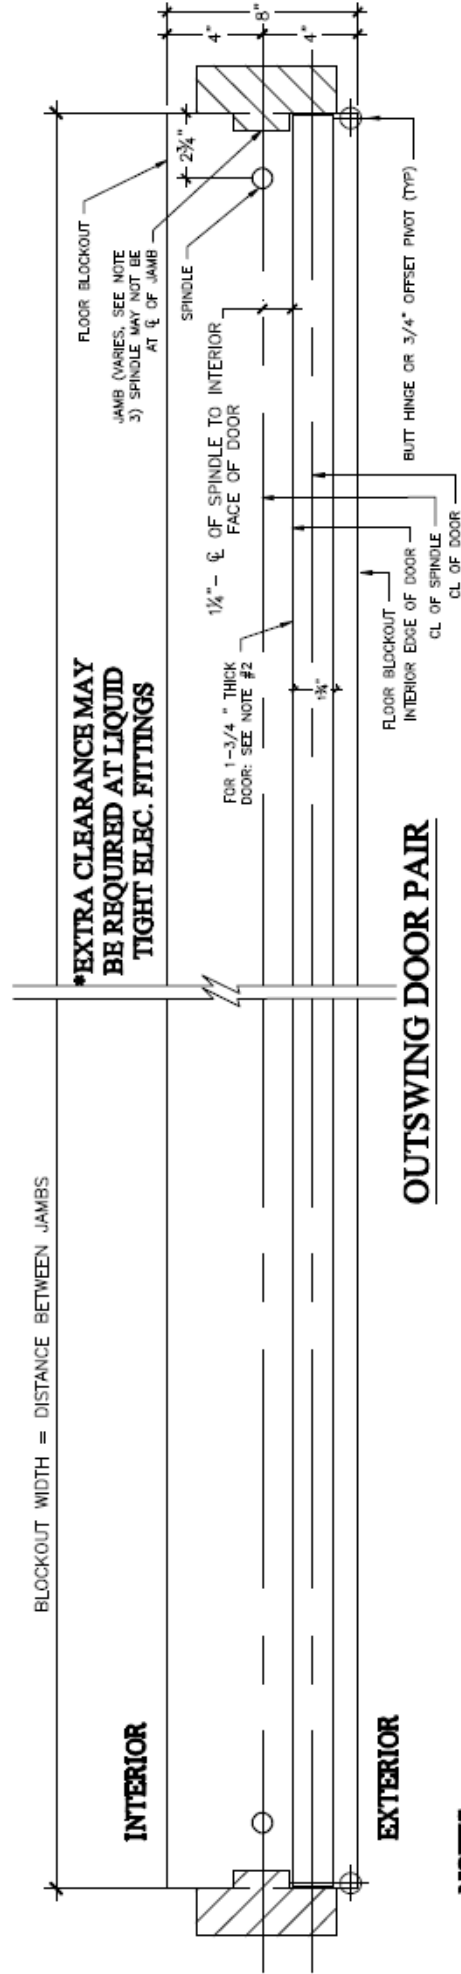 BLOCKOUT WIDTH = DISTANCE BETWEEN JAMBS
*EXTRA CLEARANCE MAY
BE REQUIRED AT LIQUID
TIGHT ELEC. FITTINGS
INTERIOR
FLOOR BLOCKOUT
JAMB (VARIES, SEE NOTE
3) SPINDLE MAY NOT BE
AT ℄ OF JAMB
2¾"
SPINDLE
4"
8"
4"
1¼" - ℄ OF SPINDLE TO INTERIOR
FACE OF DOOR
FOR 1-3/4 " THICK
DOOR: SEE NOTE #2
1¾"
BUTT HINGE OR 3/4" OFFSET PIVOT (TYP)
FLOOR BLOCKOUT
INTERIOR EDGE OF DOOR
CL OF SPINDLE
CL OF DOOR
EXTERIOR
OUTSWING DOOR PAIR